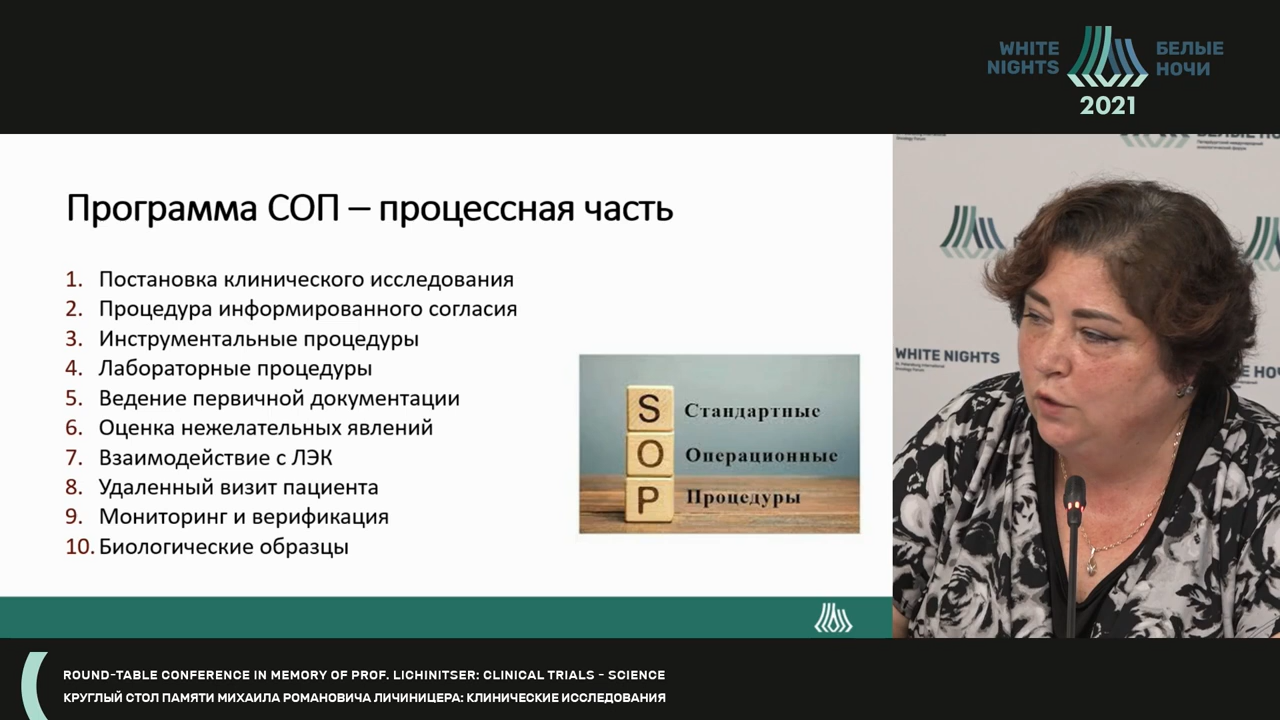 WHITE
NIGHTS
БЕЛЫЕ
НОЧИ
2021
Программа СОП – процессная часть
1. Постановка клинического исследования
2. Процедура информированного согласия
3. Инструментальные процедуры
4. Лабораторные процедуры
5. Ведение первичной документации
6. Оценка нежелательных явлений
7. Взаимодействие с ЛЭК
8. Удаленный визит пациента
9. Мониторинг и верификация
10. Биологические образцы
S Стандартные
O Операционные
P Процедуры
WHITE NIGHTS
ROUND-TABLE CONFERENCE IN MEMORY OF PROF. LICHINITSER: CLINICAL TRIALS - SCIENCE
КРУГЛЫЙ СТОЛ ПАМЯТИ МИХАИЛА РОМАНОВИЧА ЛИЧИНИЦЕРА: КЛИНИЧЕСКИЕ ИССЛЕДОВАНИЯ